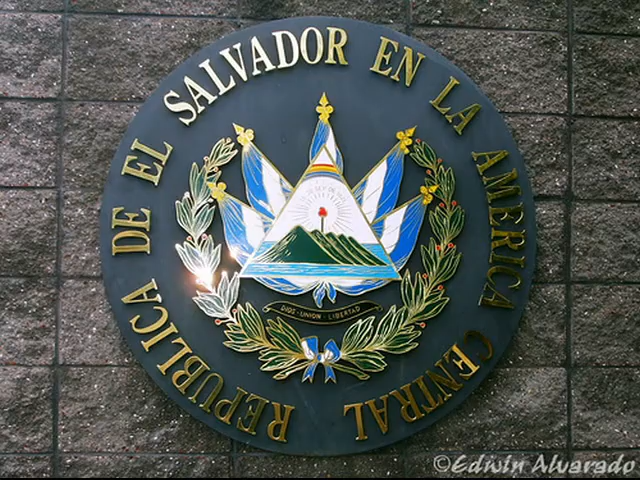 REPUBLICA DE EL SALVADOR EN LA AMERICA CENTRAL
DIOS · UNION · LIBERTAD
©Edwin Alvarado